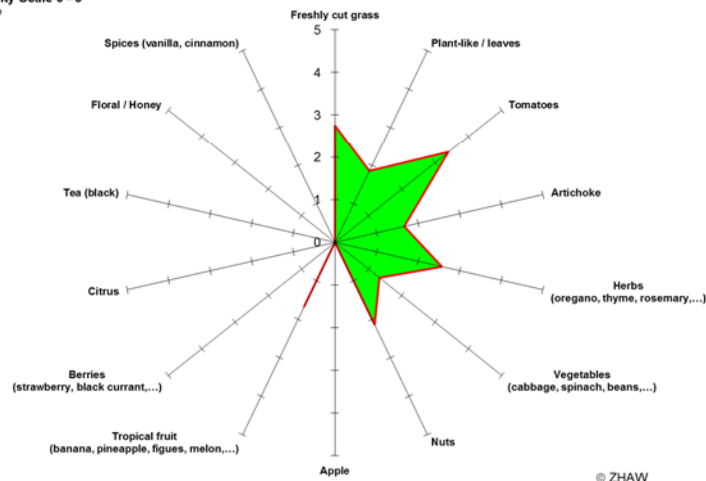 Freshly cut grass
5
Spices (vanilla, cinnamon)
Plant-like / leaves
4
Floral / Honey
Tomatoes
3
2
Tea (black)
Artichoke
1
0
Citrus
Herbs
(oregano, thyme, rosemary,…)
Berries
(strawberry, black currant,…)
Vegetables
(cabbage, spinach, beans,…)
Tropical fruit
(banana, pineapple, figues, melon,…)
Nuts
Apple
© ZHAW